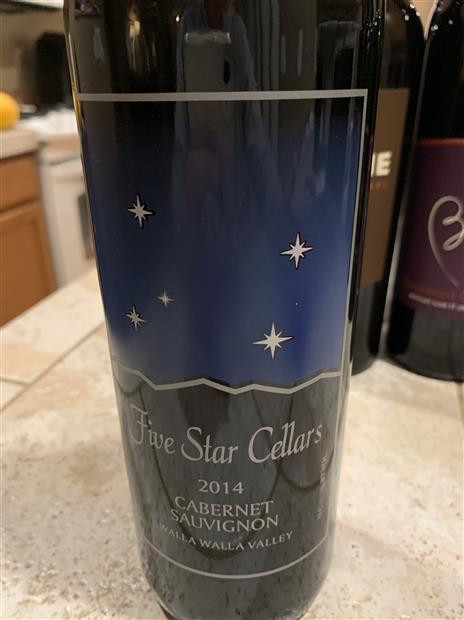 Five Star Cellars
2014
CABERNET
SAUVIGNON
WALLA WALLA VALLEY